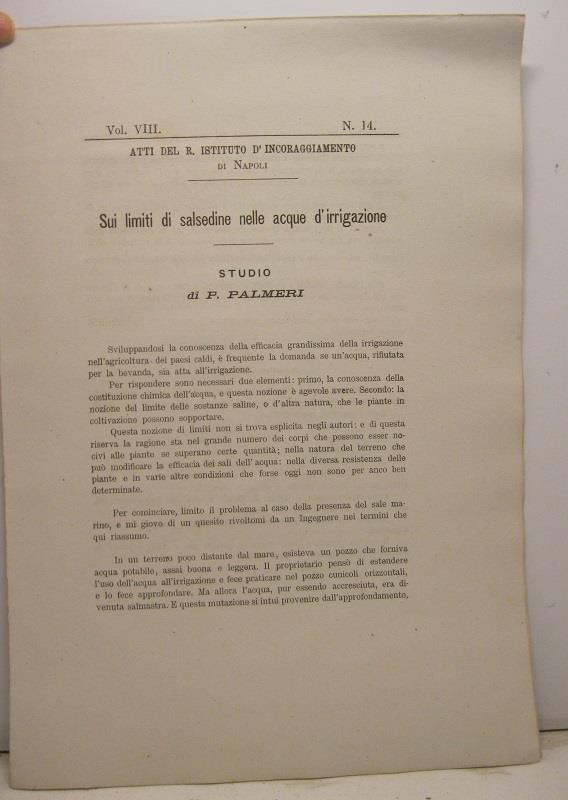 Vol. VIII. N. 14.
ATTI DEL R. ISTITUTO D' INCORAGGIAMENTO
DI NAPOLI
Sui limiti di salsedine nelle acque d'irrigazione
STUDIO
di P. PALMERI
Sviluppandosi la conoscenza della efficacia grandissima della irrigazione
nell'agricoltura dei paesi caldi, è frequente la domanda se un'acqua, rifiutata
per la bevanda, sia atta all'irrigazione.
Per rispondere sono necessari due elementi: primo, la conoscenza della
costituzione chimica dell'acqua, e questa nozione è agevole avere. Secondo: la
nozione del limite delle sostanze saline, o d'altra natura, che le piante in
coltivazione possono sopportare.
Questa nozione di limiti non si trova esplicita negli autori: e di questa
riserva la ragione sta nel grande numero dei corpi che possono esser no-
civi alle piante se superano certe quantità; nella natura del terreno che
può modificare la efficacia dei sali dell'acqua: nella diversa resistenza delle
piante e in varie altre condizioni che forse oggi non sono per anco ben
determinate.
Per cominciare, limito il problema al caso della presenza del sale ma-
rino, e mi giovo di un quesito rivoltomi da nn Ingegnere nei termini che
qui riassumo.
In un terreno poco distante dal mare, esisteva un pozzo che forniva
acqua potabile, assai buona e leggera. Il proprietario pensò di estendere
l'uso dell'acqua all'irrigazione e fece praticare nel pozzo cunicoli orizzontali,
e lo fece approfondare. Ma allora l'acqua, pur essendo accresciuta, era di-
venuta salmastra. E questa mutazione si intuì provenire dall'approfondamento,